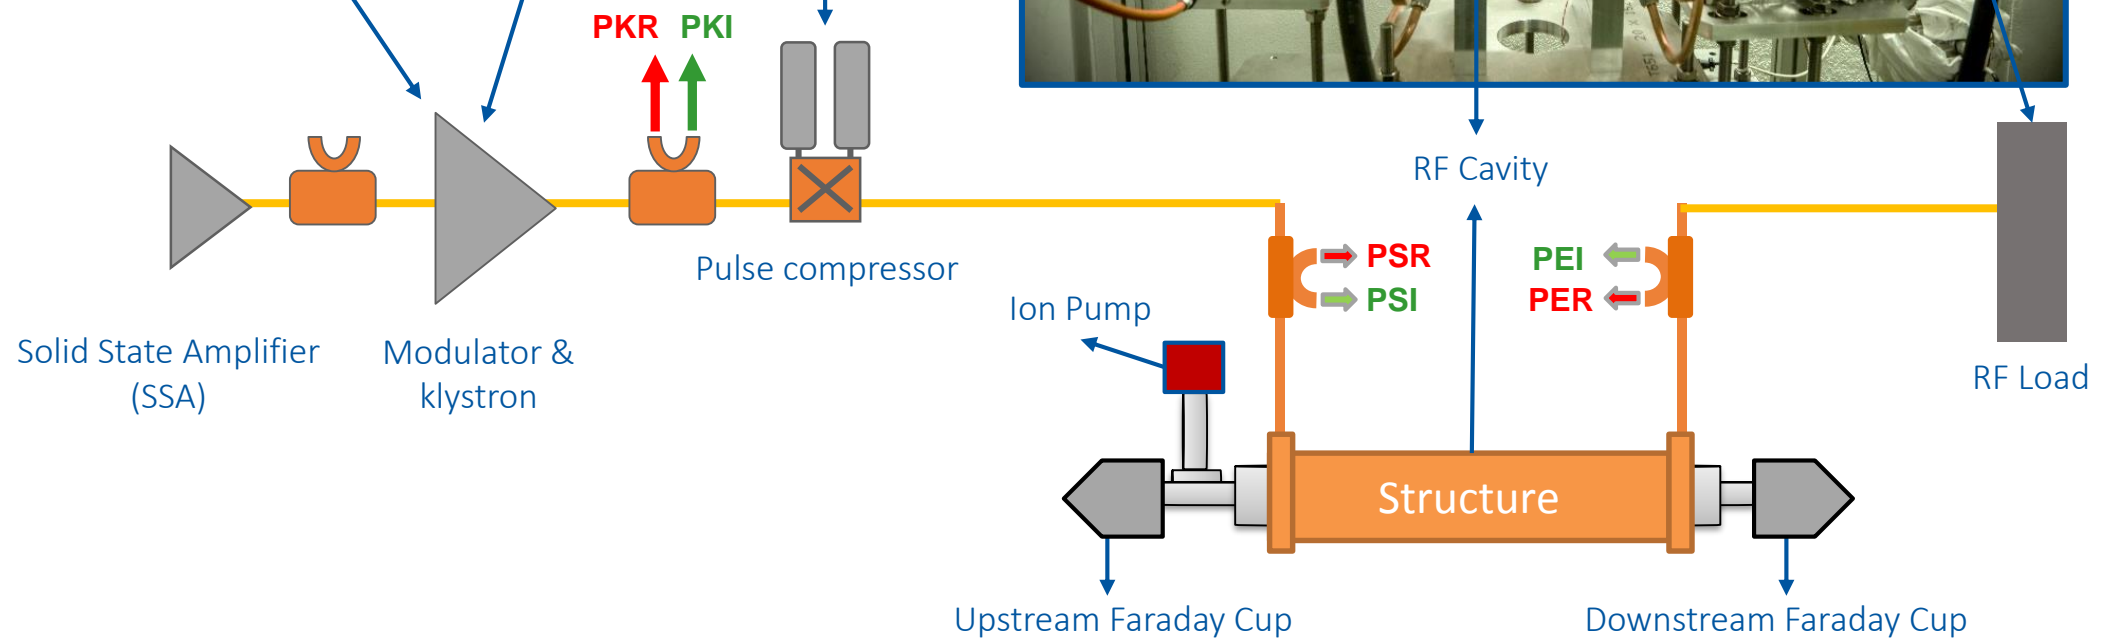 PKR PKI
RF Cavity
Pulse compressor
PSR
PSI
PEI
PER
Ion Pump
Solid State Amplifier
(SSA)
Modulator &
klystron
RF Load
Structure
Upstream Faraday Cup
Downstream Faraday Cup